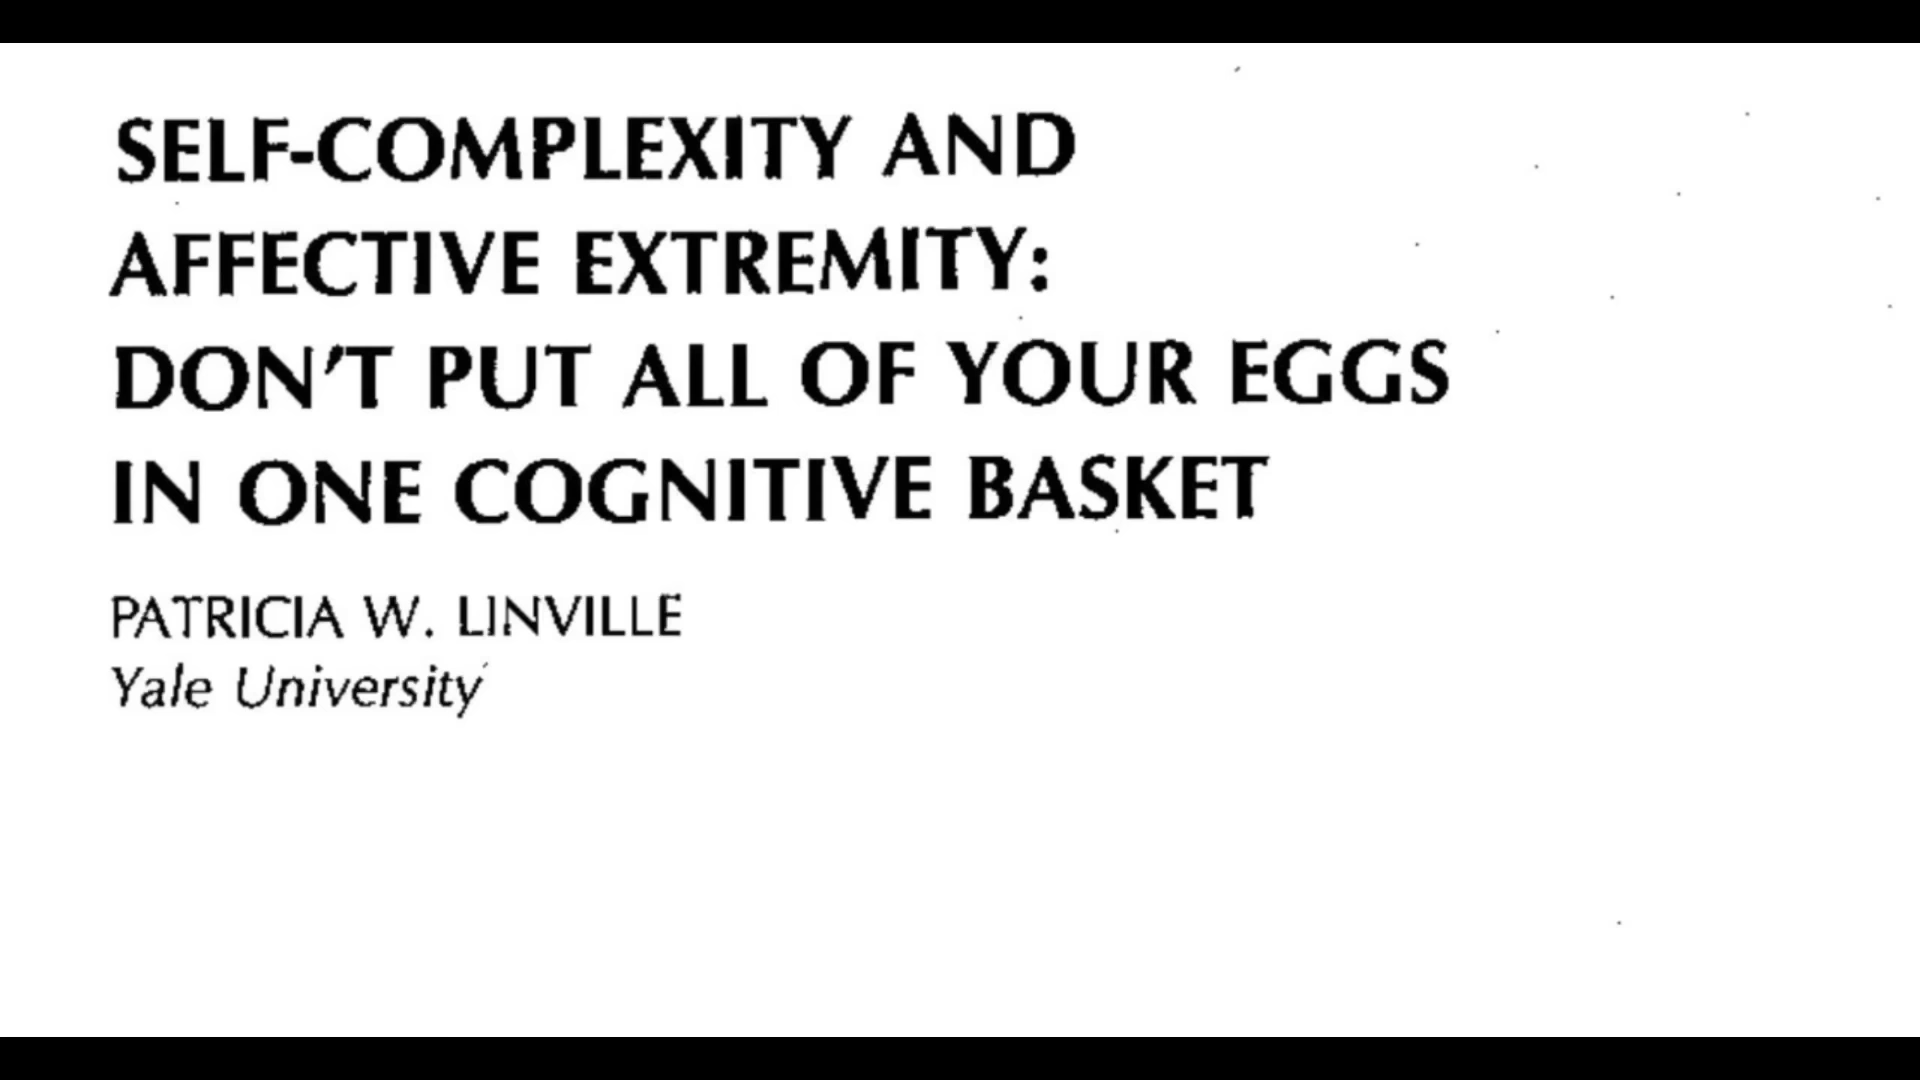 SELF-COMPLEXITY AND
AFFECTIVE EXTREMITY:
DON'T PUT ALL OF YOUR EGGS
IN ONE COGNITIVE BASKET
PATRICIA W. LINVILLE
Yale University